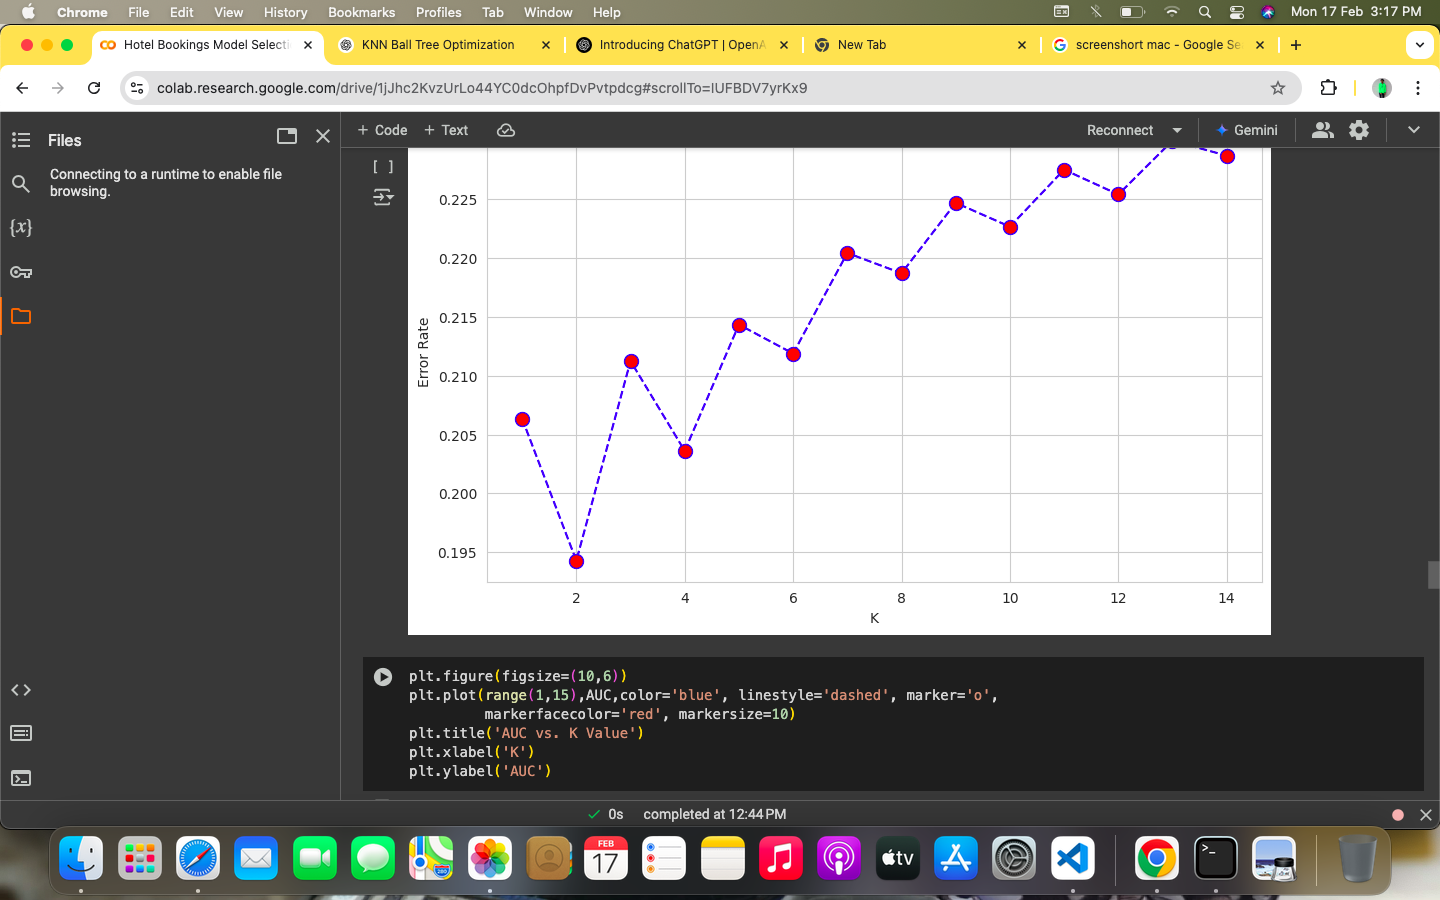 Chrome File Edit View History Bookmarks Profiles Tab Window Help Mon 17 Feb 3:17 PM
Hotel Bookings Model Selecti KNN Ball Tree Optimization Introducing ChatGPT | OpenA New Tab screenshort mac - Google Se
colab.research.google.com/drive/1jJhc2KvzUrLo44YC0dcOhpfDvPvtpdcg#scrollTo=IUFBDV7yrKx9
Files
+ Code + Text Reconnect Gemini
Connecting to a runtime to enable file
browsing.
{x}
[ ]
0.225
0.220
0.215
0.210
0.205
0.200
0.195
Error Rate
2 4 6 8 10 12 14
K
plt.figure(figsize=(10,6))
plt.plot(range(1,15),AUC,color='blue', linestyle='dashed', marker='o',
markerfacecolor='red', markersize=10)
plt.title('AUC vs. K Value')
plt.xlabel('K')
plt.ylabel('AUC')
0s completed at 12:44 PM
FEB
17
280
tv
>_